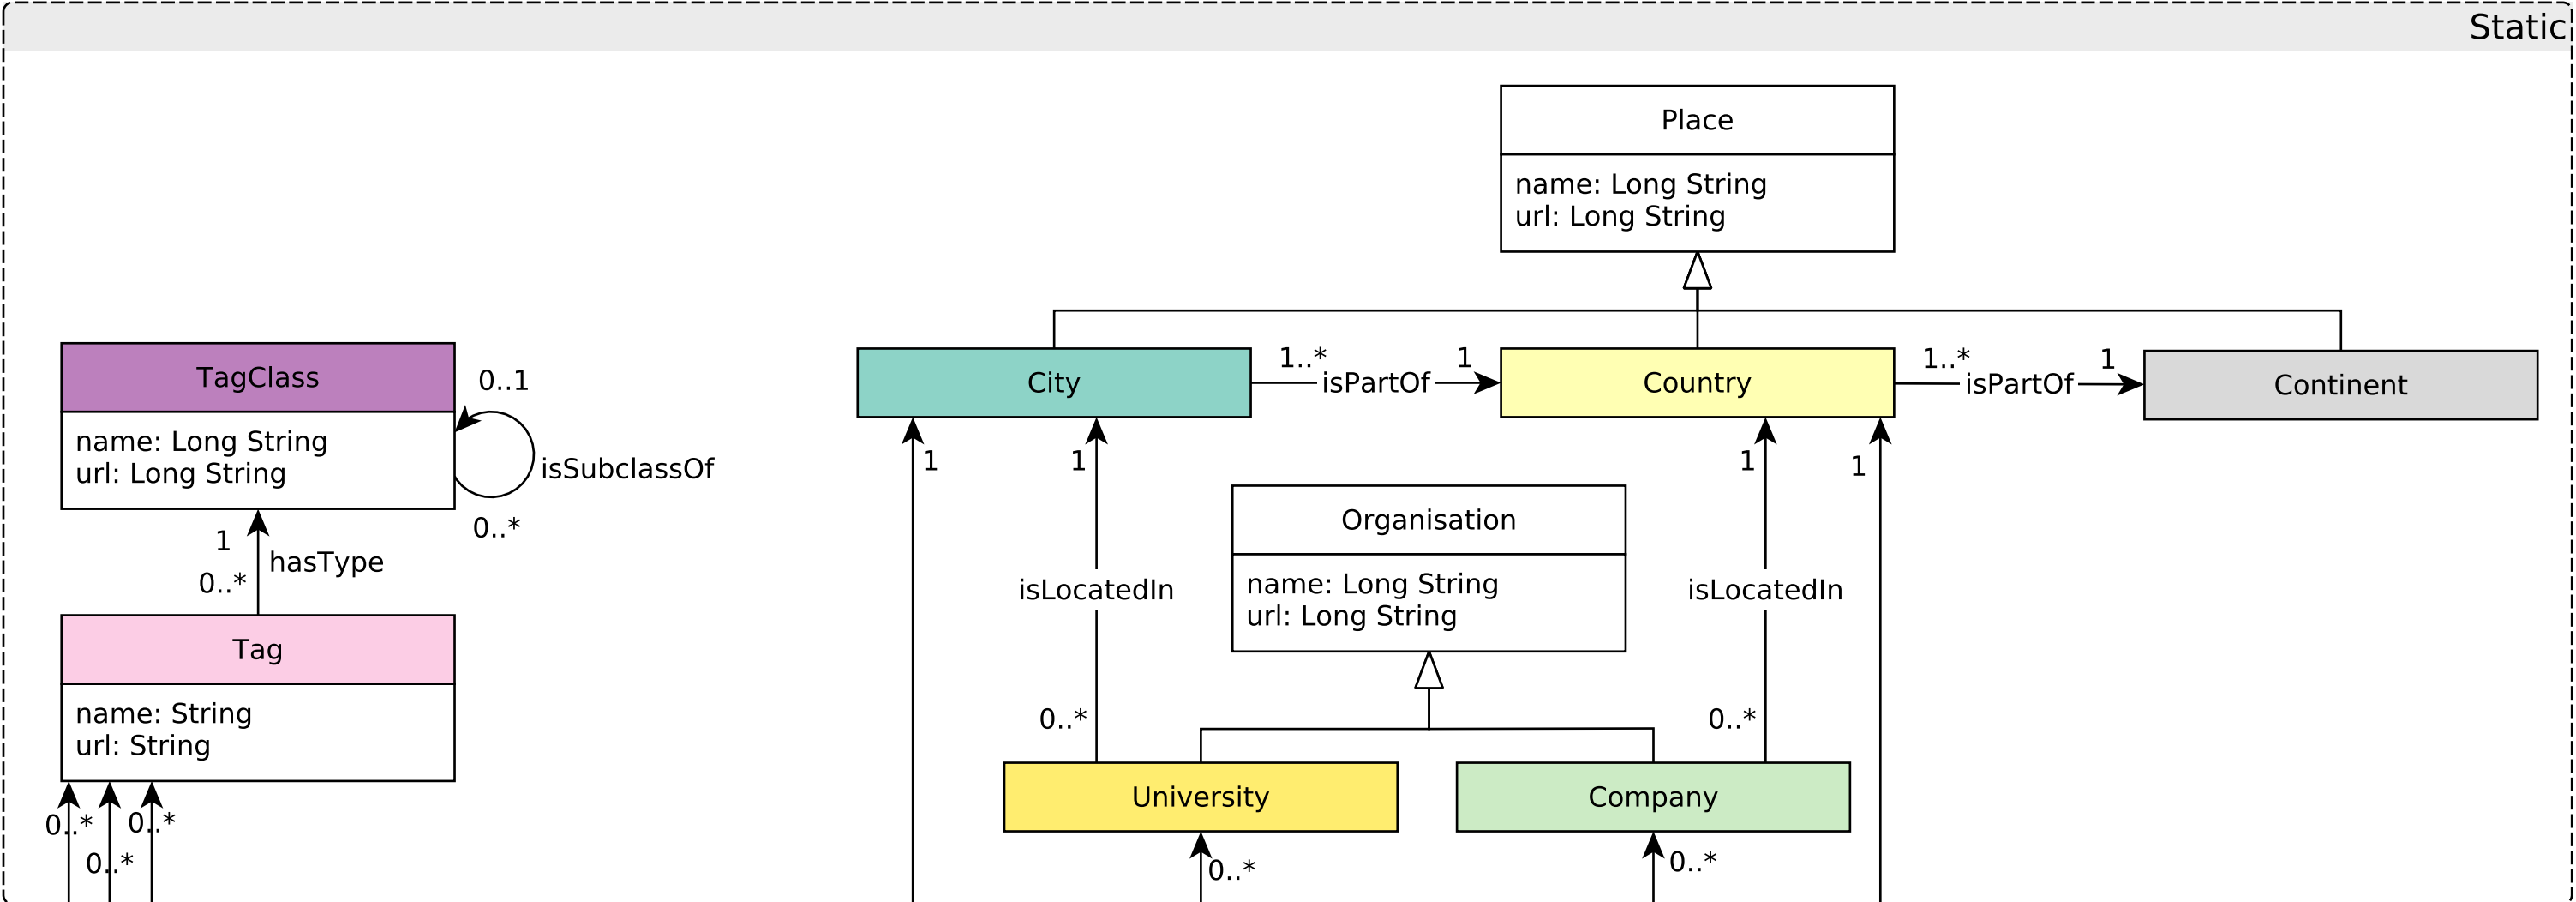 Static
Place
name: Long String
url: Long String
TagClass
name: Long String
url: Long String
0..1
isSubclassOf
0..*
City
1..*
isPartOf
1
Country
1..*
isPartOf
1
Continent
1
1
1
1
1
hasType
0..*
Organisation
name: Long String
url: Long String
isLocatedIn
isLocatedIn
Tag
name: String
url: String
0..*
0..*
University
Company
0..*
0..*
0..*
0..*
0..*